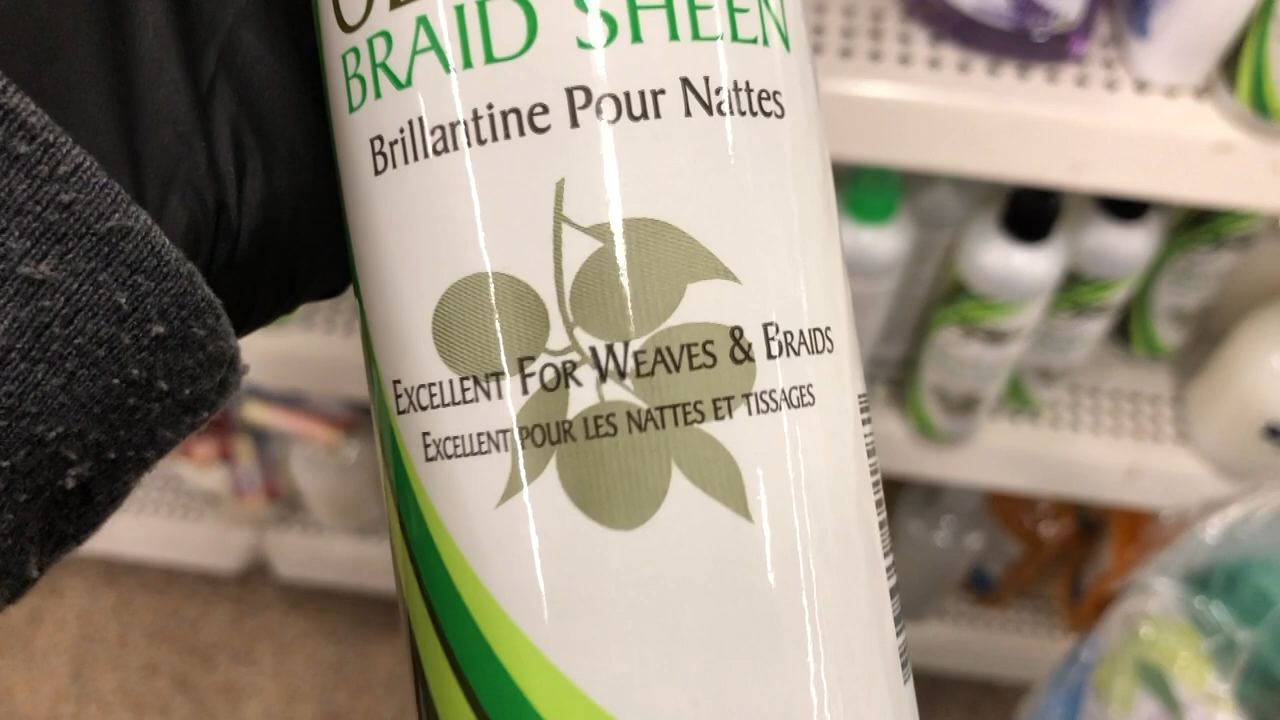 BRAID SHEEN
Brillantine Pour Nattes
EXCELLENT FOR WEAVES & BRAIDS
EXCELLENT POUR LES NATTES ET TISSAGES